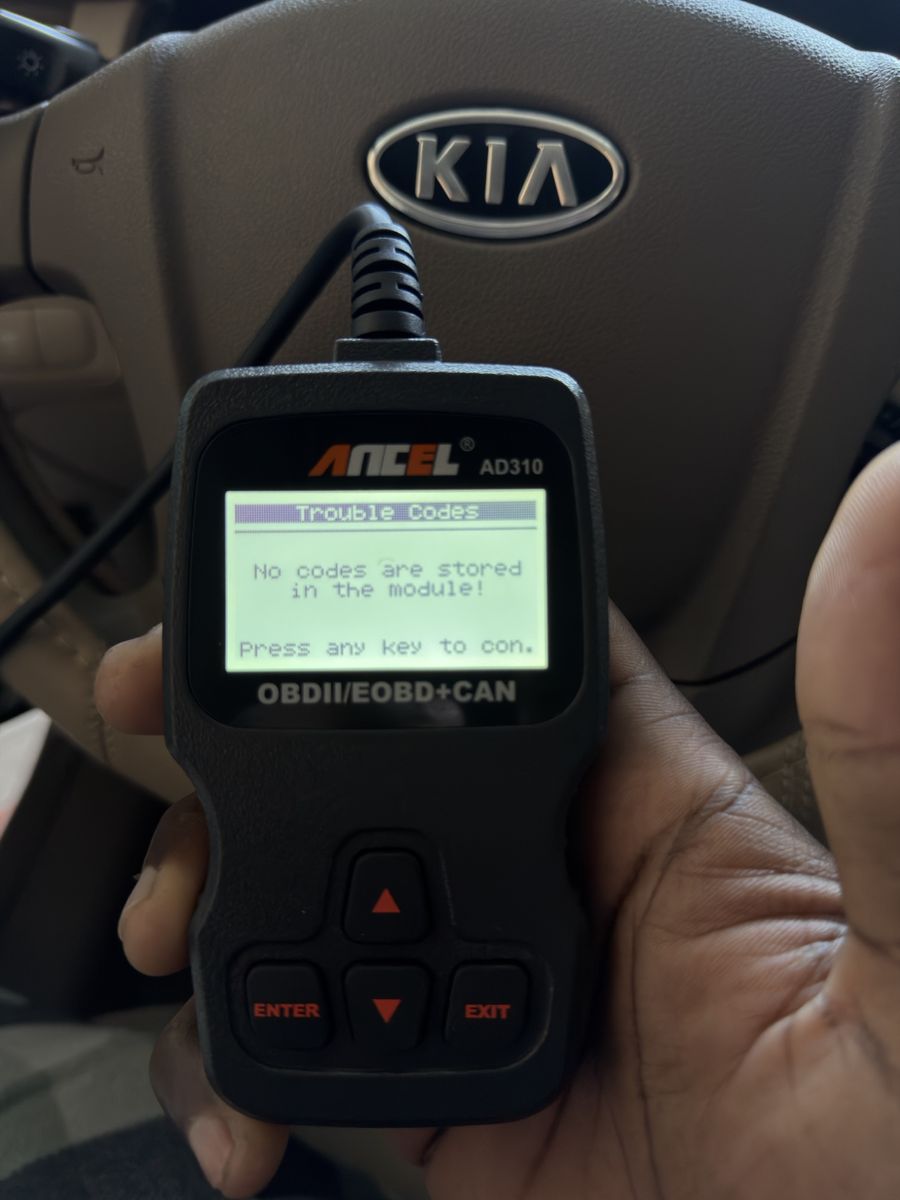 KIA
ANCEL® AD310
Trouble Codes
No codes are stored
in the module!
Press any key to con.
OBDII/EOBD+CAN
ENTER
EXIT